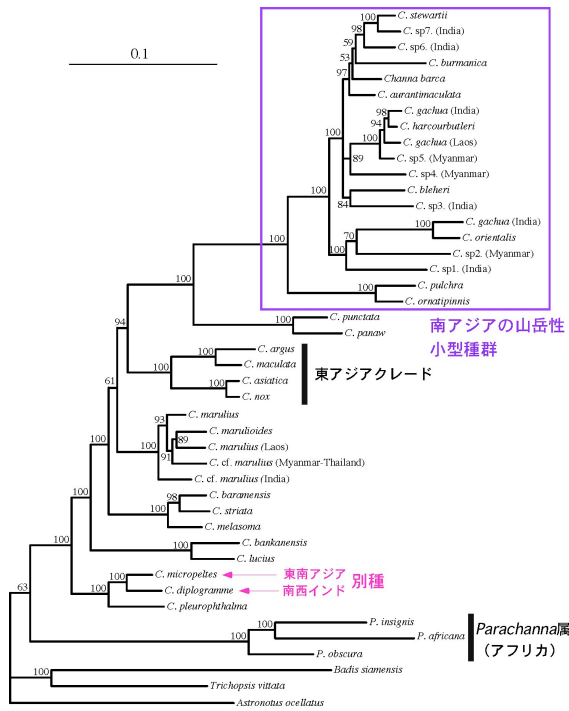 0.1
100
C. stewartii
98
C. sp7. (India)
59
C. sp6. (India)
53
C. burmanica
97
Channa barca
C. aurantimaculata
98
C. gachua (India)
94
C. harcourbutleri
100
100
C. gachua (Laos)
89
C. sp5. (Myanmar)
C. sp4. (Myanmar)
C. bleheri
84
C. sp3. (India)
100
100
C. gachua (India)
70
C. orientalis
100
100
C. sp2. (Myanmar)
C. sp1. (India)
100
C. pulchra
C. ornatipinnis
100
100
C. punctata
C. panaw
南アジアの山岳性
小型種群
94
100
C. argus
C. maculata
100
100
C. asiatica
C. nox
東アジアクレード
61
93
C. marulius
89
C. marulioides
100
C. marulius (Laos)
91
C. cf. marulius (Myanmar-Thailand)
C. cf. marulius (India)
100
98
C. baramensis
100
C. striata
C. melasoma
100
100
C. bankanensis
C. lucius
100
100
C. micropeltes
東南アジア
別種
100
C. diplogramme
南西インド
C. pleurophthalma
63
100
P. insignis
100
P. africana
P. obscura
Parachanna属
(アフリカ)
100
Badis siamensis
Trichopsis vittata
Astronotus ocellatus